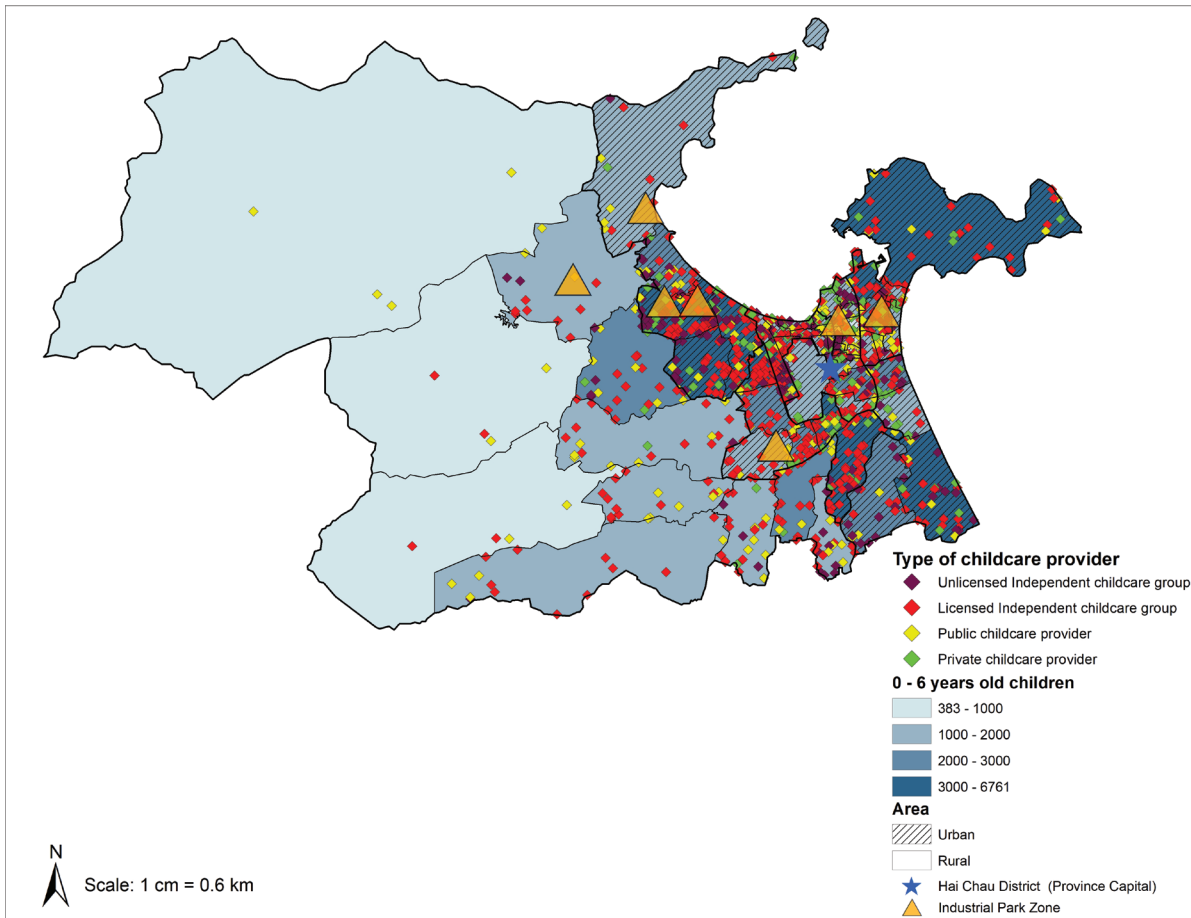 Type of childcare provider
Unlicensed Independent childcare group
Licensed Independent childcare group
Public childcare provider
Private childcare provider
0 - 6 years old children
383 - 1000
1000 - 2000
2000 - 3000
3000 - 6761
Area
Urban
Rural
Hai Chau District (Province Capital)
Industrial Park Zone
N
Scale: 1 cm = 0.6 km